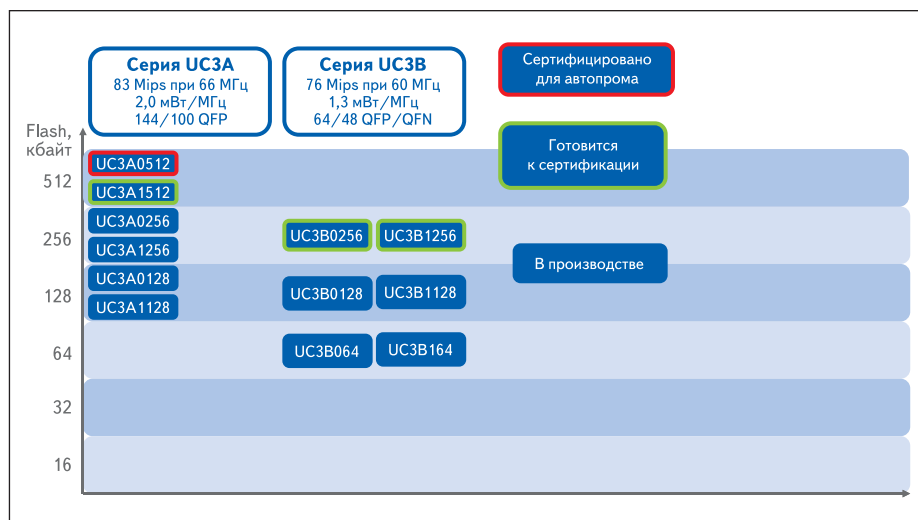 Серия UC3A
83 Mips при 66 МГц
2,0 мВт/МГц
144/100 QFP
Серия UC3B
76 Mips при 60 МГц
1,3 мВт/МГц
64/48 QFP/QFN
Сертифицировано
для автопрома
Готовится
к сертификации
В производстве
Flash,
кбайт
512
UC3A0512
UC3A1512
256
UC3A0256
UC3A1256
UC3B0256
UC3B1256
128
UC3A0128
UC3A1128
UC3B0128
UC3B1128
64
UC3B064
UC3B164
32
16